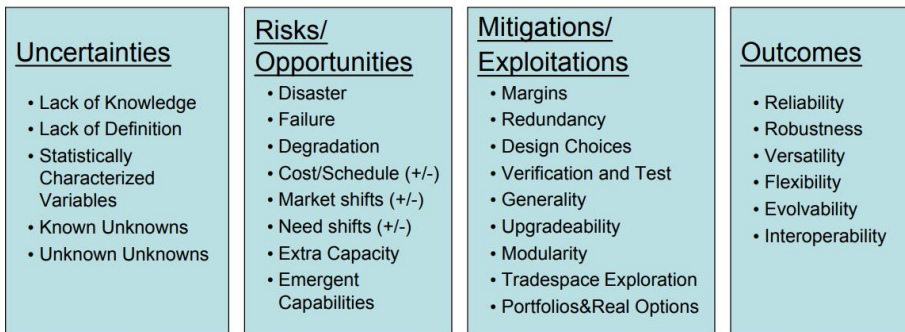 Uncertainties
• Lack of Knowledge
• Lack of Definition
• Statistically
Characterized
Variables
• Known Unknowns
• Unknown Unknowns
Risks/
Opportunities
• Disaster
• Failure
• Degradation
• Cost/Schedule (+/-)
• Market shifts (+/-)
• Need shifts (+/-)
• Extra Capacity
• Emergent
Capabilities
Mitigations/
Exploitations
• Margins
• Redundancy
• Design Choices
• Verification and Test
• Generality
• Upgradeability
• Modularity
• Tradespace Exploration
• Portfolios&Real Options
Outcomes
• Reliability
• Robustness
• Versatility
• Flexibility
• Evolvability
• Interoperability